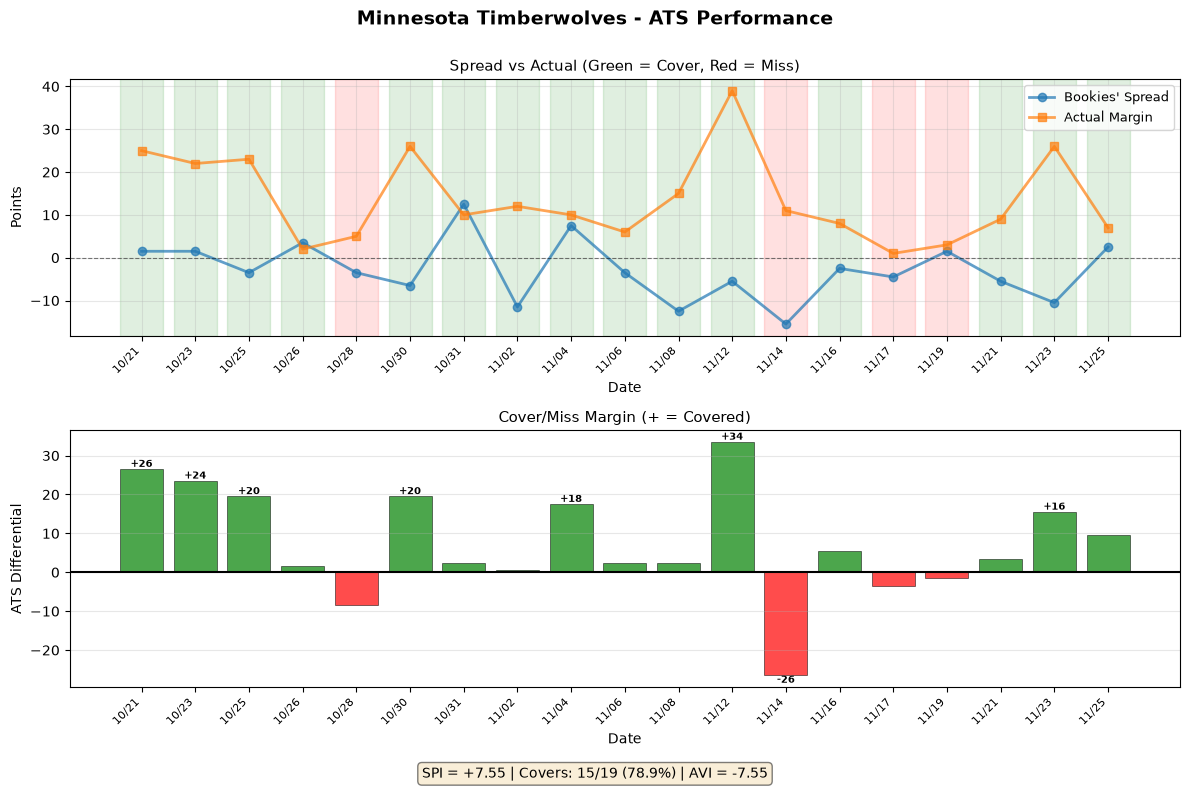 Minnesota Timberwolves - ATS Performance
Spread vs Actual (Green = Cover, Red = Miss)
Points
40
30
20
10
0
−10
Bookies' Spread
Actual Margin
10/21 10/23 10/25 10/26 10/28 10/30 10/31 11/02 11/04 11/06 11/08 11/12 11/14 11/16 11/17 11/19 11/21 11/23 11/25
Date
Cover/Miss Margin (+ = Covered)
ATS Differential
30
20
10
0
−10
−20
+26 +24 +20 +20 +18 +34 -26 +16
10/21 10/23 10/25 10/26 10/28 10/30 10/31 11/02 11/04 11/06 11/08 11/12 11/14 11/16 11/17 11/19 11/21 11/23 11/25
Date
SPI = +7.55 | Covers: 15/19 (78.9%) | AVI = -7.55